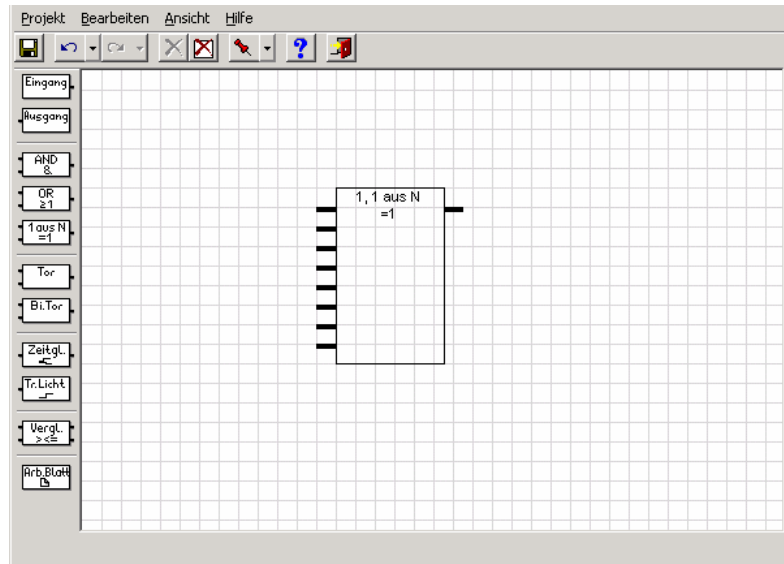 Projekt Bearbeiten Ansicht Hilfe
?
Eingang
Ausgang
AND
&
OR
≥1
1 aus N
=1
Tor
Bi.Tor
Zeitgl.
Tr.Licht
Vergl.
><=
Arb.Blatt
1, 1 aus N
=1